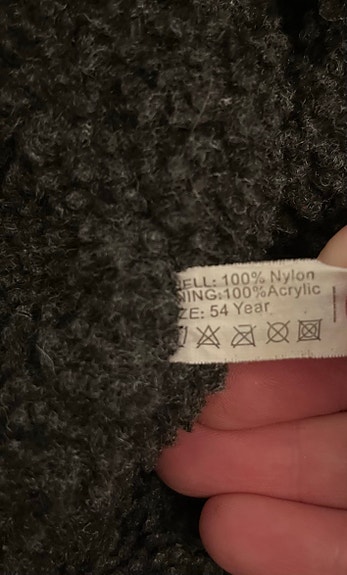 ELL: 100% Nylon
NING:100%Acrylic
ZE: 54 Year